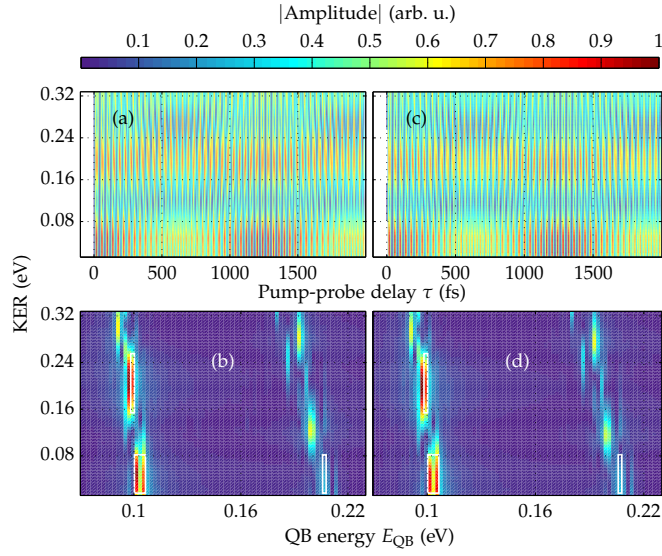 |Amplitude| (arb. u.)
0.1 0.2 0.3 0.4 0.5 0.6 0.7 0.8 0.9 1
0.32
0.24
0.16
0.08
(a)
(c)
0 500 1000 1500 0 500 1000 1500
Pump-probe delay τ (fs)
KER (eV)
0.32
0.24
0.16
0.08
(b)
(d)
0.1 0.16 0.22 0.1 0.16 0.22
QB energy E_QB (eV)